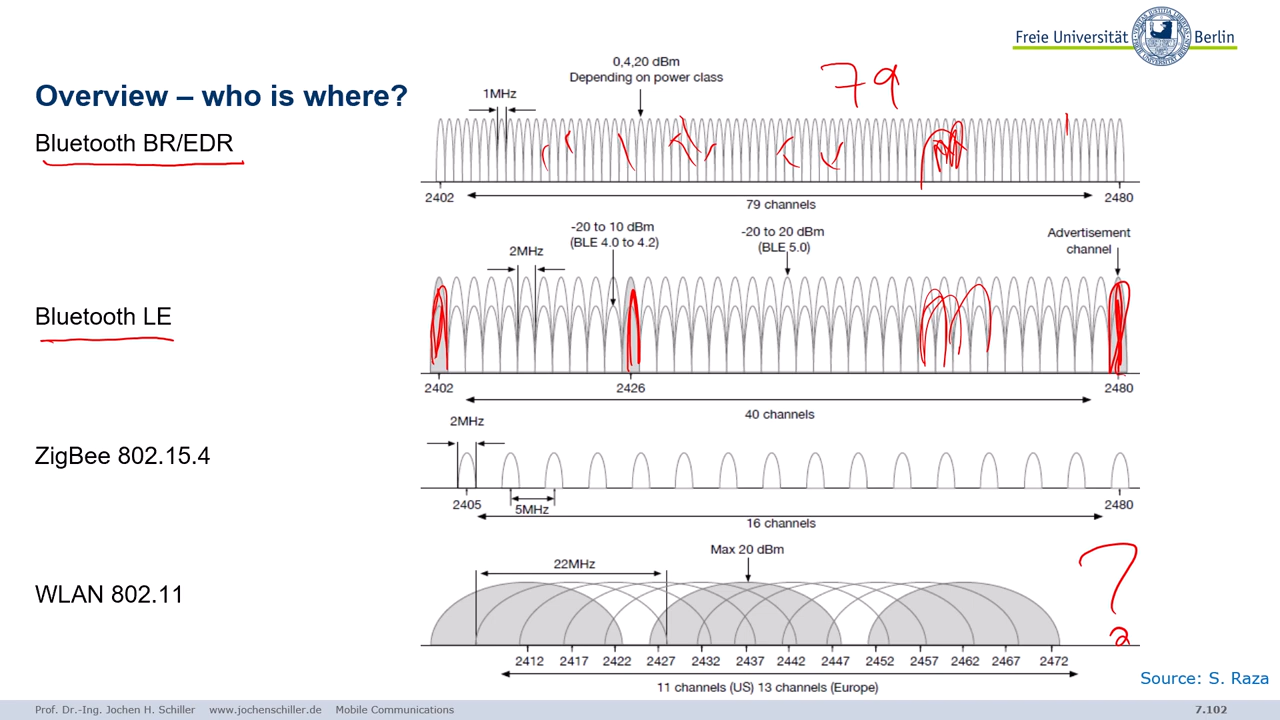 Freie Universität Berlin
Overview – who is where?
79
0,4,20 dBm
Depending on power class
1MHz
Bluetooth BR/EDR
2402
2480
79 channels
-20 to 10 dBm
(BLE 4.0 to 4.2)
-20 to 20 dBm
(BLE 5.0)
Advertisement
channel
2MHz
Bluetooth LE
2402
2426
2480
40 channels
2MHz
ZigBee 802.15.4
2405
5MHz
2480
16 channels
Max 20 dBm
22MHz
WLAN 802.11
?
2412 2417 2422 2427 2432 2437 2442 2447 2452 2457 2462 2467 2472
11 channels (US) 13 channels (Europe)
Source: S. Raza
Prof. Dr.-Ing. Jochen H. Schiller www.jochenschiller.de Mobile Communications 7.102